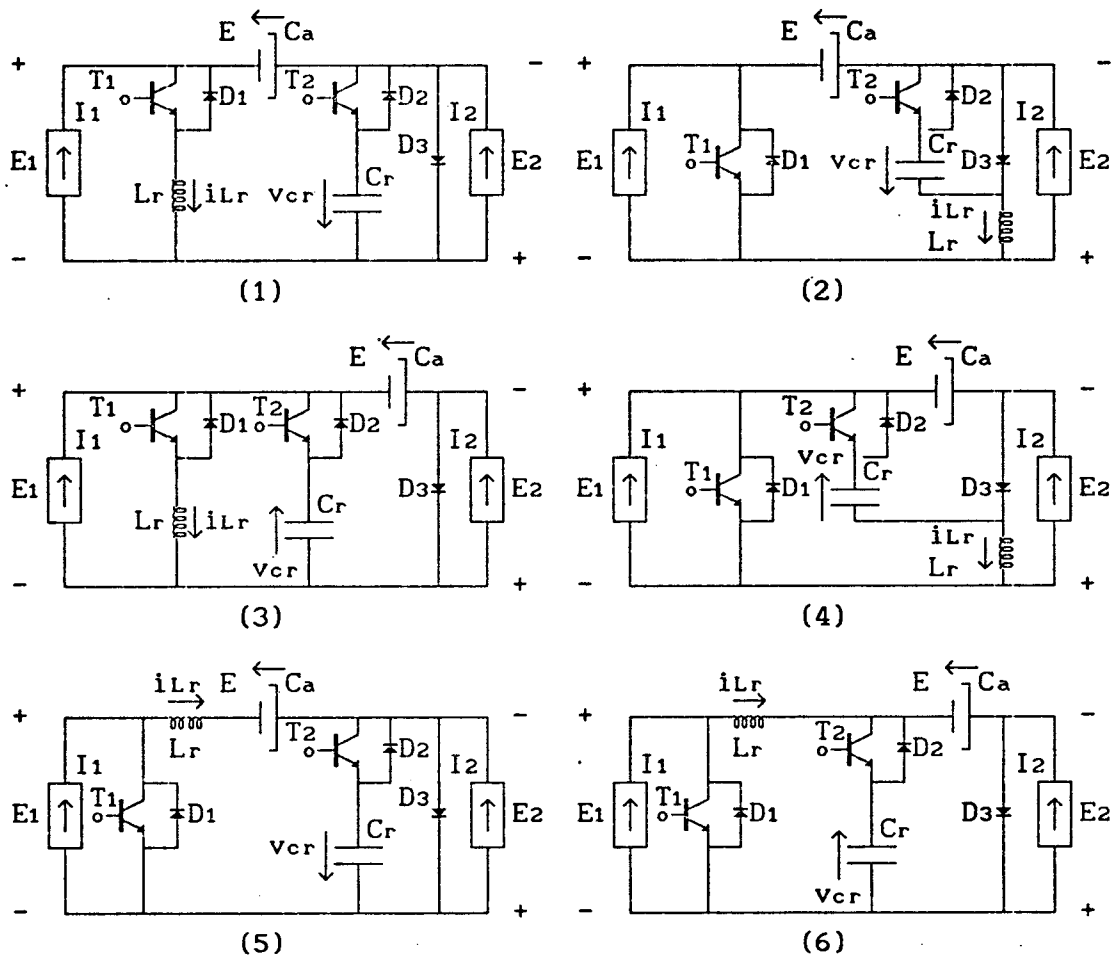 E Ca
+ T1 D1 T2 D2 -
I1 I2
E1 D3 E2
Lr iLr vcr Cr
- +
(1)
E Ca
+ T2 D2 -
I1 Cr I2
E1 T1 D1 vcr D3 E2
iLr
- Lr +
(2)
E Ca
+ T1 D1 T2 D2 -
I1 I2
E1 Cr D3 E2
Lr iLr
- vcr +
(3)
E Ca
+ T2 D2 -
I1 vcr Cr I2
E1 T1 D1 D3 E2
iLr
- Lr +
(4)
iLr E Ca
+ Lr T2 D2 -
I1 I2
E1 T1 D1 D3 E2
vcr Cr
- +
(5)
iLr E Ca
+ Lr T2 D2 -
I1 I2
E1 T1 D1 Cr D3 E2
- vcr +
(6)